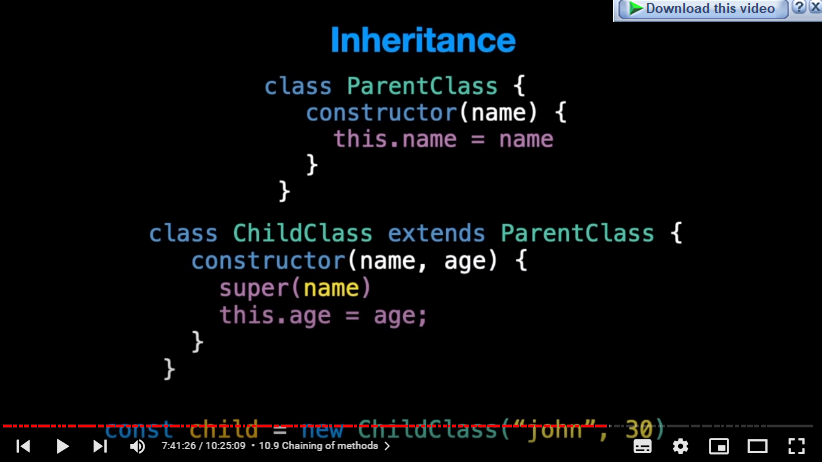 Download this video ? X
Inheritance
class ParentClass {
constructor(name) {
this.name = name
}
}
class ChildClass extends ParentClass {
constructor(name, age) {
super(name)
this.age = age;
}
}
const child = new ChildClass(“john”, 30)
7:41:26 / 10:25:09 • 10.9 Chaining of methods >